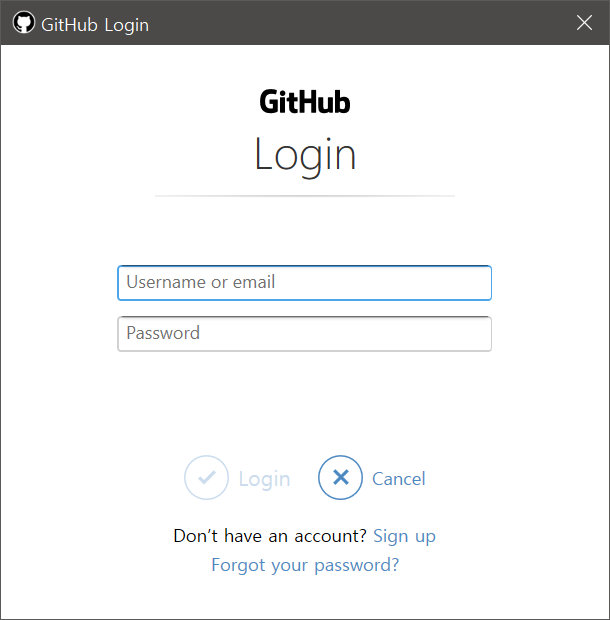 GitHub Login
GitHub
Login
Username or email
Password
Login Cancel
Don't have an account? Sign up
Forgot your password?